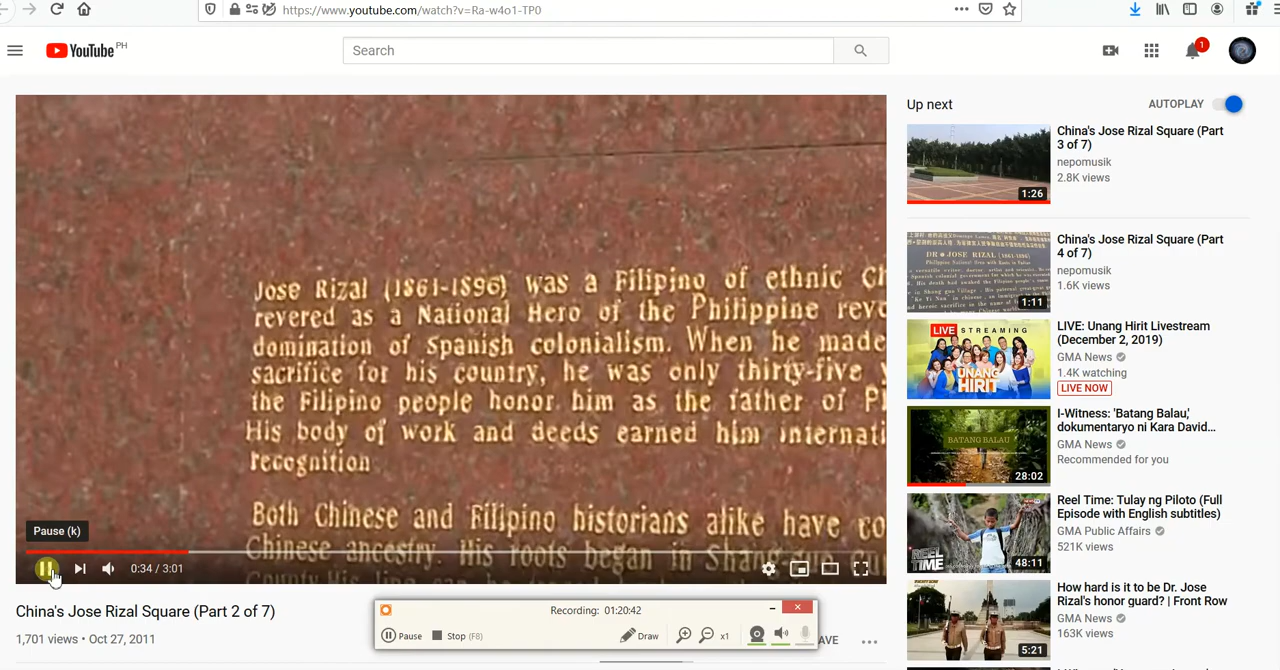 https://www.youtube.com/watch?v=Ra-w4o1-TP0
YouTube PH
Search
1
Jose Rizal (1861-1896) was a Filipino of ethnic
revered as a National Hero of the Philippine
domination of Spanish colonialism. When he made
sacrifice for his country, he was only thirty-five
the Filipino people honor him as the father of
His body of work and deeds earned him
recognition
Both Chinese and Filipino historians alike have
Chinese ancestry. His roots began in
Pause (k)
0:34 / 3:01
China's Jose Rizal Square (Part 2 of 7)
1,701 views • Oct 27, 2011
Recording: 01:20:42
Pause
Stop (F8)
Draw
x1
AVE
Up next
AUTOPLAY
1:26
China's Jose Rizal Square (Part
3 of 7)
nepomusik
2.8K views
DR JOSE RIZAL (1861-1896)
1:11
China's Jose Rizal Square (Part
4 of 7)
nepomusik
1.6K views
LIVE STREAMING
UNANG
HIRIT
LIVE: Unang Hirit Livestream
(December 2, 2019)
GMA News
1.4K watching
LIVE NOW
BATANG BALAU
28:02
I-Witness: 'Batang Balau,'
dokumentaryo ni Kara David...
GMA News
Recommended for you
REEL
TIME
48:11
Reel Time: Tulay ng Piloto (Full
Episode with English subtitles)
GMA Public Affairs
521K views
5:21
How hard is it to be Dr. Jose
Rizal's honor guard? | Front Row
GMA News
163K views